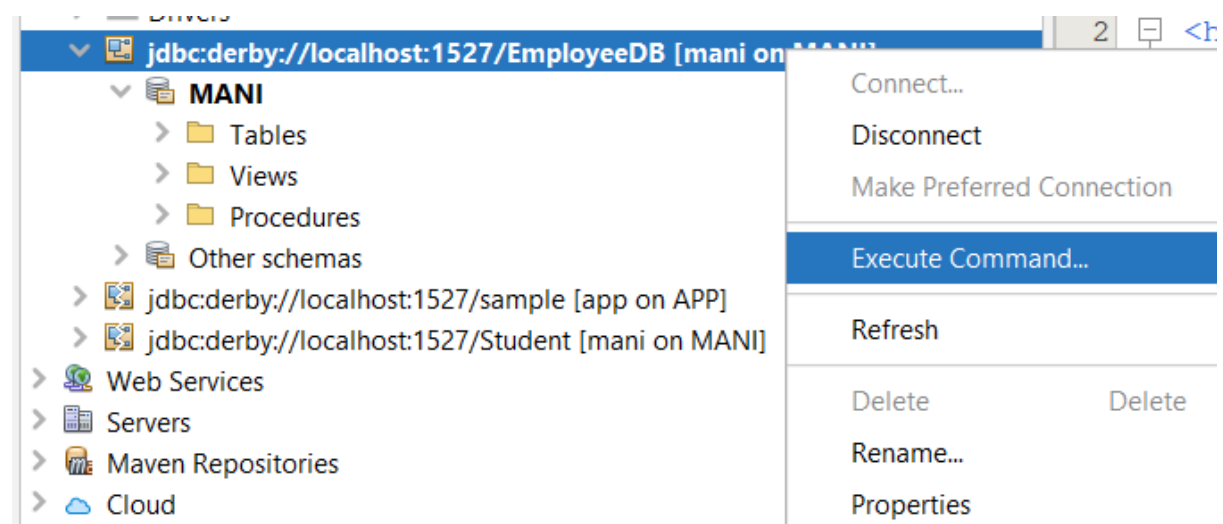 Drivers
jdbc:derby://localhost:1527/EmployeeDB [mani on MANI]
MANI
Tables
Views
Procedures
Other schemas
jdbc:derby://localhost:1527/sample [app on APP]
jdbc:derby://localhost:1527/Student [mani on MANI]
Web Services
Servers
Maven Repositories
Cloud
Connect...
Disconnect
Make Preferred Connection
Execute Command...
Refresh
Delete Delete
Rename...
Properties
2 <h